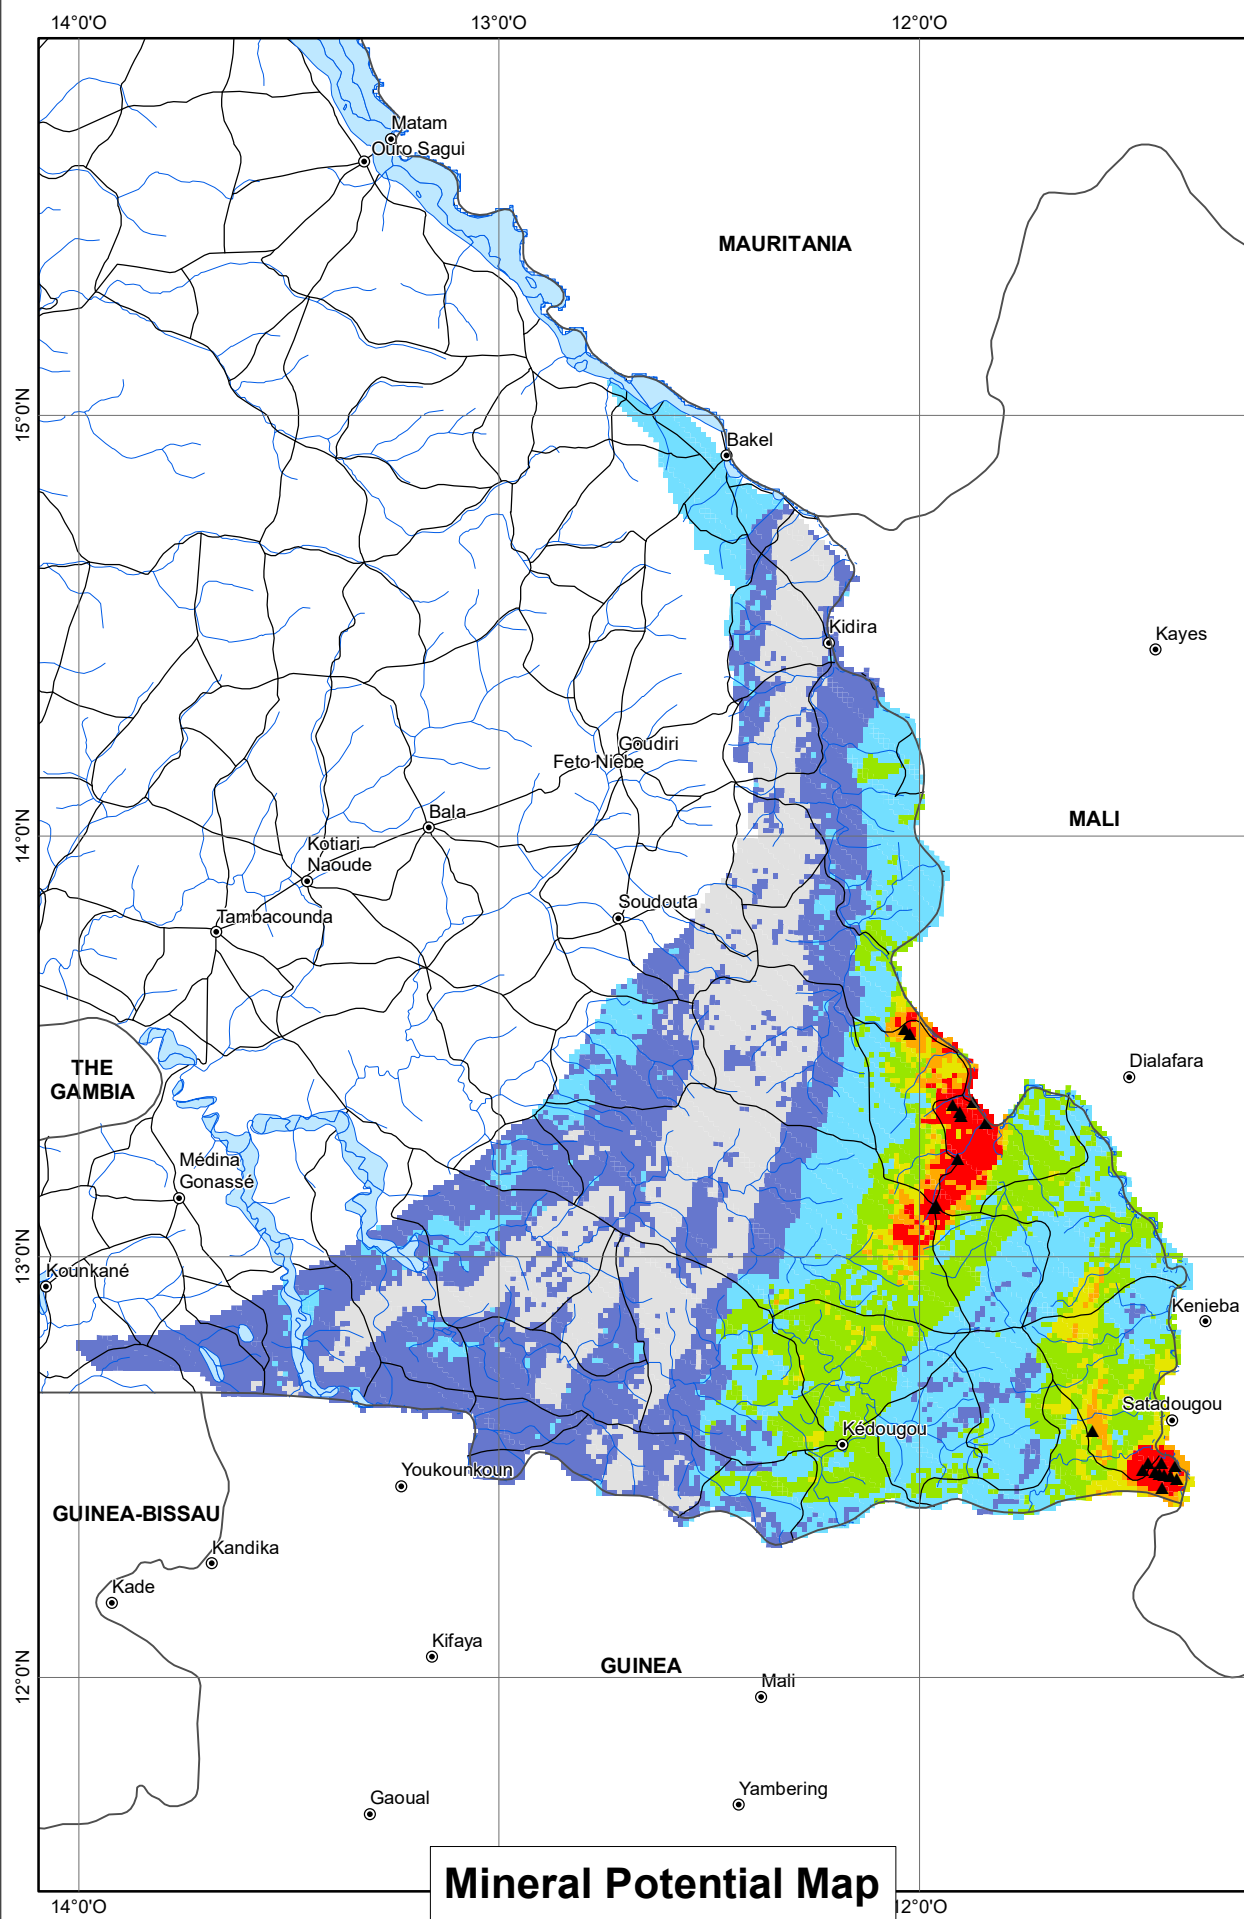 14°0'O
13°0'O
12°0'O
Matam
Ouro Sagui
MAURITANIA
15°0'N
Bakel
Kidira
Kayes
Goudiri
Feto Niebe
Bala
MALI
14°0'N
Kotiari
Naoude
Soudouta
Tambacounda
THE
GAMBIA
Dialafara
Médina
Gonassé
13°0'N
Kounkané
Kenieba
Satadougou
Kédougou
Youkounkoun
GUINEA-BISSAU
Kandika
Kade
Kifaya
GUINEA
12°0'N
Mali
Yambering
Gaoual
Mineral Potential Map
14°0'O
12°0'O